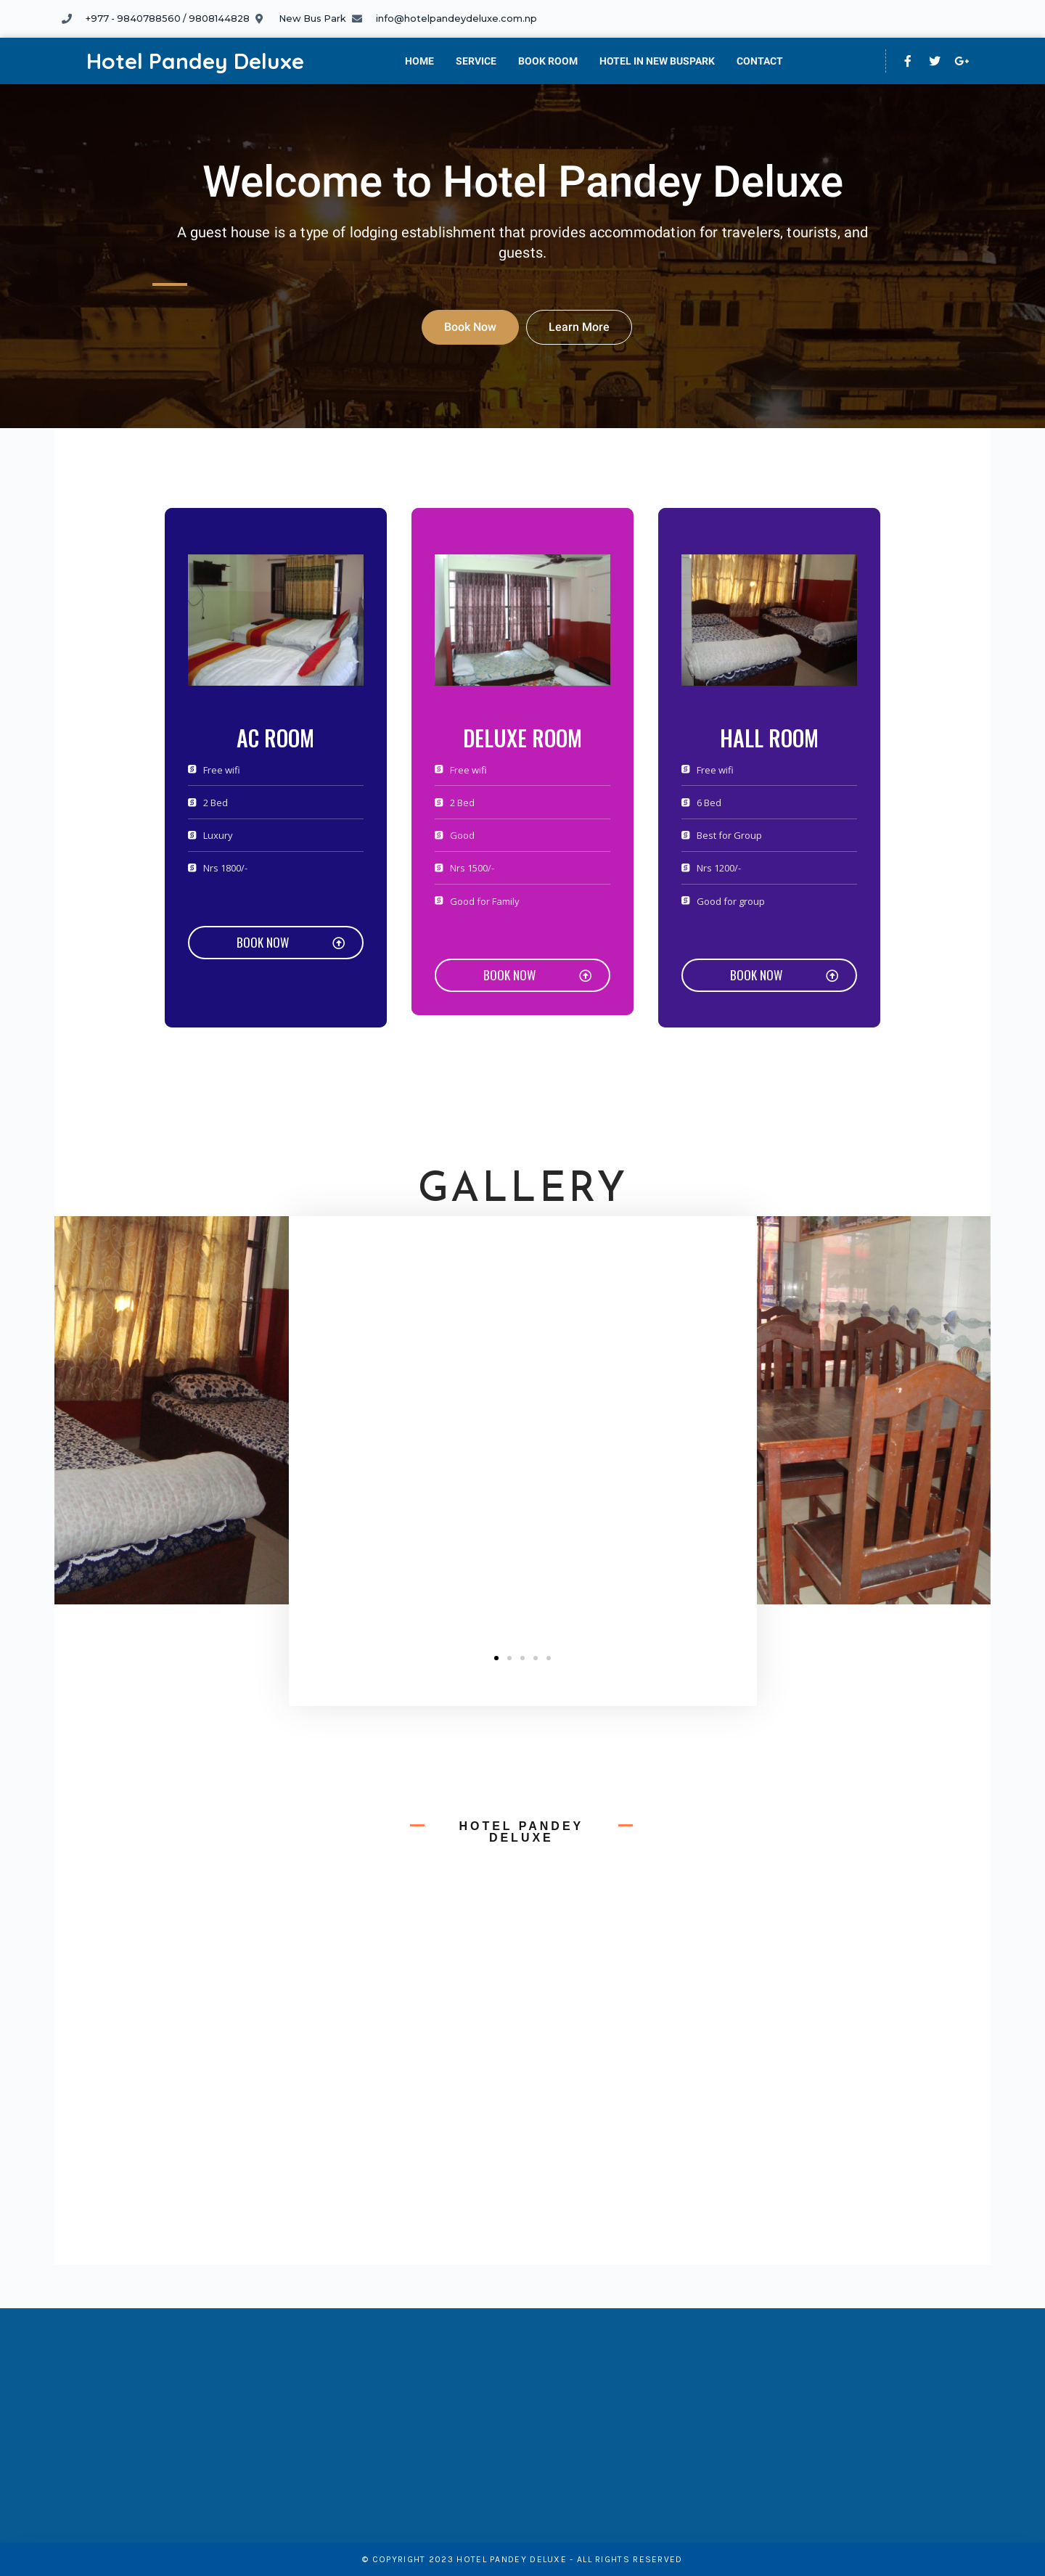 +977 - 9840788560 / 9808144828 New Bus Park info@hotelpandeydeluxe.com.np
Hotel Pandey Deluxe
HOME SERVICE BOOK ROOM HOTEL IN NEW BUSPARK CONTACT
Welcome to Hotel Pandey Deluxe
A guest house is a type of lodging establishment that provides accommodation for travelers, tourists, and
guests.
Book Now Learn More
AC ROOM
Free wifi
2 Bed
Luxury
Nrs 1800/-
BOOK NOW
DELUXE ROOM
Free wifi
2 Bed
Good
Nrs 1500/-
Good for Family
BOOK NOW
HALL ROOM
Free wifi
6 Bed
Best for Group
Nrs 1200/-
Good for group
BOOK NOW
GALLERY
HOTEL PANDEY
DELUXE
© COPYRIGHT 2023 HOTEL PANDEY DELUXE - ALL RIGHTS RESERVED